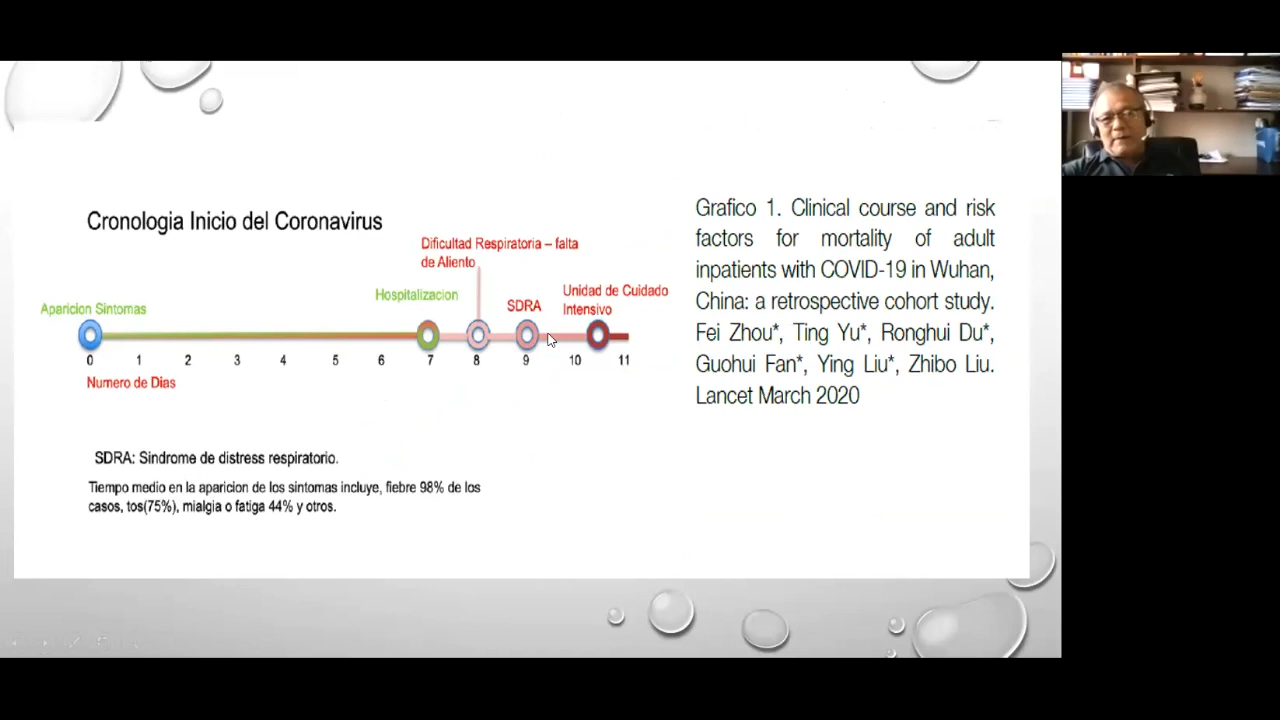 Cronologia Inicio del Coronavirus
Dificultad Respiratoria – falta
de Aliento
Aparicion Sintomas
Hospitalizacion
SDRA
Unidad de Cuidado
Intensivo
0 1 2 3 4 5 6 7 8 9 10 11
Numero de Dias
SDRA: Sindrome de distress respiratorio.
Tiempo medio en la aparicion de los sintomas incluye, fiebre 98% de los
casos, tos(75%), mialgia o fatiga 44% y otros.
Grafico 1. Clinical course and risk
factors for mortality of adult
inpatients with COVID-19 in Wuhan,
China: a retrospective cohort study.
Fei Zhou*, Ting Yu*, Ronghui Du*,
Guohui Fan*, Ying Liu*, Zhibo Liu.
Lancet March 2020